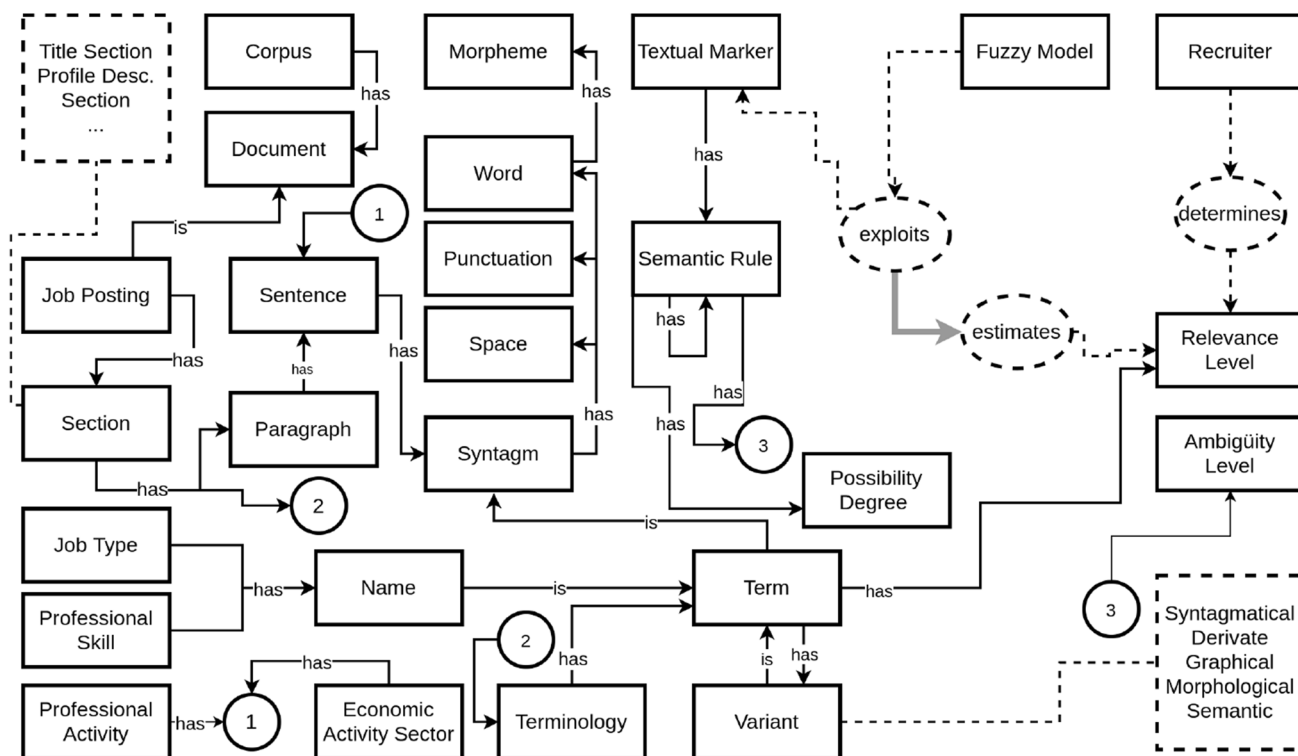 Title Section
Profile Desc.
Section
...
Corpus
has
Document
is
Job Posting
has
Section
has
Paragraph
has
Sentence
1
2
has
Morpheme
has
Word
Punctuation
Space
has
Syntagm
Textual Marker
has
Semantic Rule
has
has
has
3
Possibility
Degree
Fuzzy Model
exploits
estimates
Recruiter
determines
Relevance
Level
Ambigüity
Level
3
Job Type
Professional
Skill
has
Name
is
Term
is
has
Professional
Activity
has
1
has
Economic
Activity Sector
2
Terminology
has
is
has
Variant
Syntagmatical
Derivate
Graphical
Morphological
Semantic